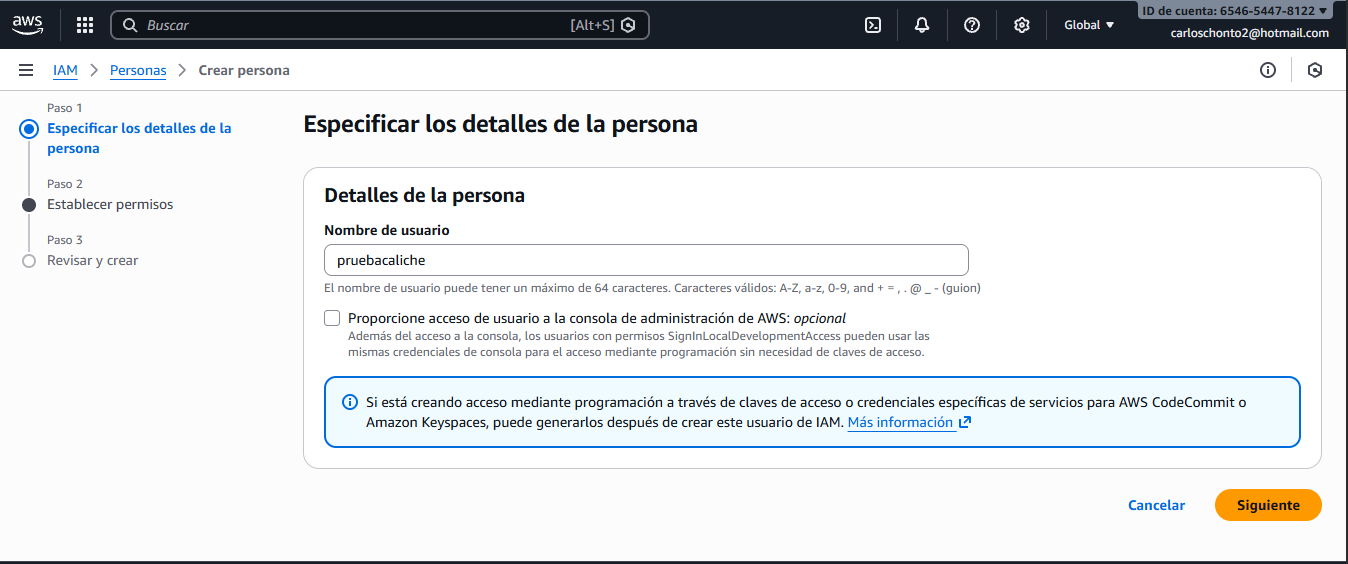 aws
Buscar
[Alt+S]
Global
ID de cuenta: 6546-5447-8122
carloschonto2@hotmail.com
IAM
Personas
Crear persona
Paso 1
Especificar los detalles de la
persona
Paso 2
Establecer permisos
Paso 3
Revisar y crear
Especificar los detalles de la persona
Detalles de la persona
Nombre de usuario
pruebacaliche
El nombre de usuario puede tener un máximo de 64 caracteres. Caracteres válidos: A-Z, a-z, 0-9, and + = , . @ _ - (guion)
Proporcione acceso de usuario a la consola de administración de AWS: opcional
Además del acceso a la consola, los usuarios con permisos SignInLocalDevelopmentAccess pueden usar las
mismas credenciales de consola para el acceso mediante programación sin necesidad de claves de acceso.
Si está creando acceso mediante programación a través de claves de acceso o credenciales específicas de servicios para AWS CodeCommit o
Amazon Keyspaces, puede generarlos después de crear este usuario de IAM. Más información
Cancelar
Siguiente